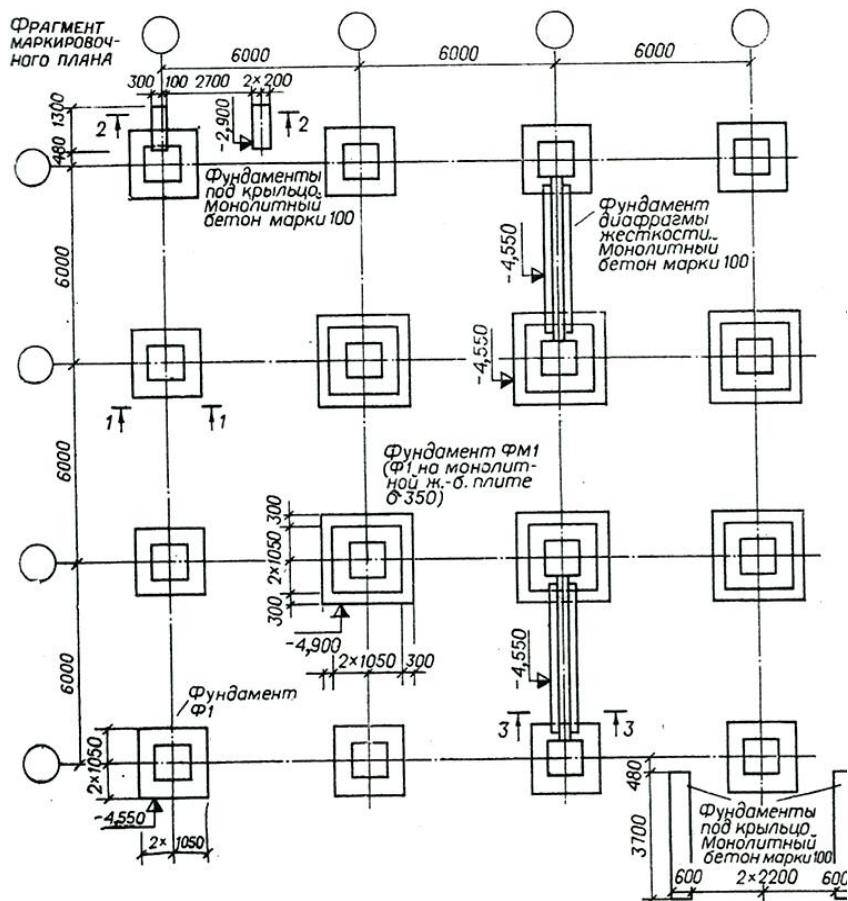 ФРАГМЕНТ
МАРКИРОВОЧ-
НОГО ПЛАНА
6000
6000
6000
300 100 2700 2×200
1300
480
2
-2,900
2
Фундаменты
под крыльцо.
Монолитный
бетон марки 100
Фундамент
диафрагмы
жесткости.
Монолитный
бетон марки 100
6000
-4,550
-4,550
1
1
6000
Фундамент ФМ1
(Ф1 на монолит-
ной ж.-б. плите
δ-350)
300
2×1050
300
-4,900
2×1050 300
6000
-4,550
Фундамент
Ф1
3
3
2×1050
-4,550
2× 1050
480
3700
Фундаменты
под крыльцо.
Монолитный
бетон марки 100
600 2×2200 600